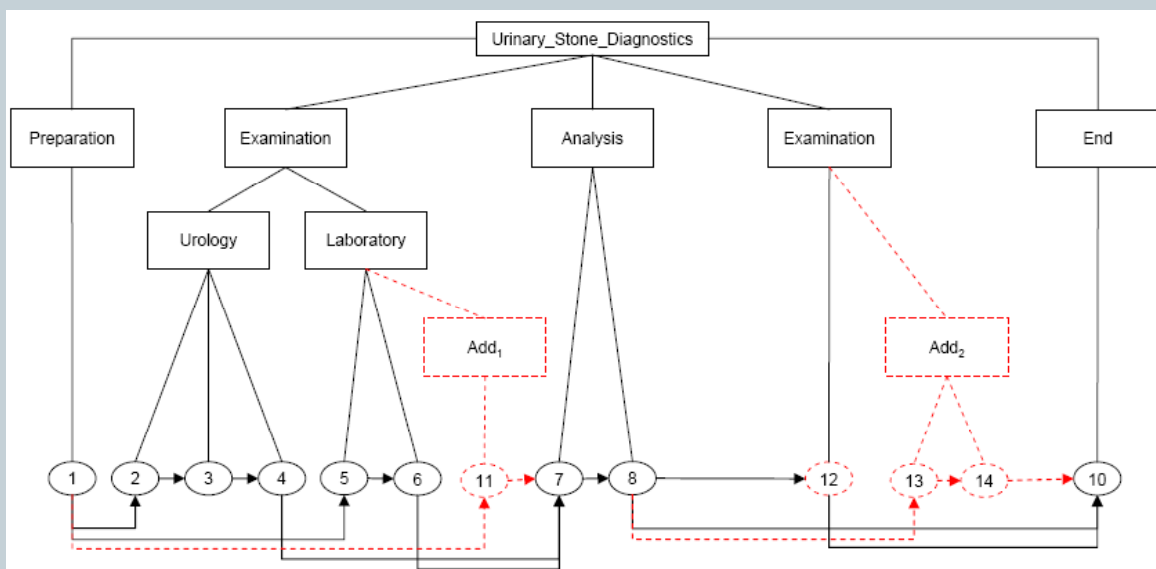 Urinary_Stone_Diagnostics
Preparation
Examination
Analysis
Examination
End
Urology
Laboratory
Add₁
Add₂
1
2
3
4
5
6
11
7
8
12
13
14
10